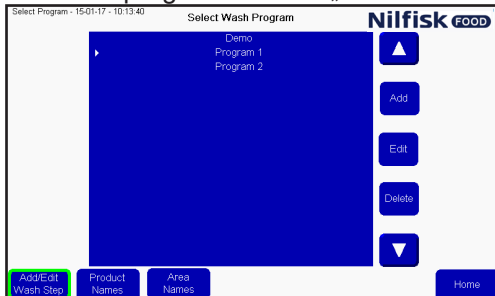 Select Program - 15-01-17 - 10:13:40
Select Wash Program
Nilfisk FOOD
Demo
Program 1
Program 2
Add
Edit
Delete
Add/Edit
Wash Step
Product
Names
Area
Names
Home